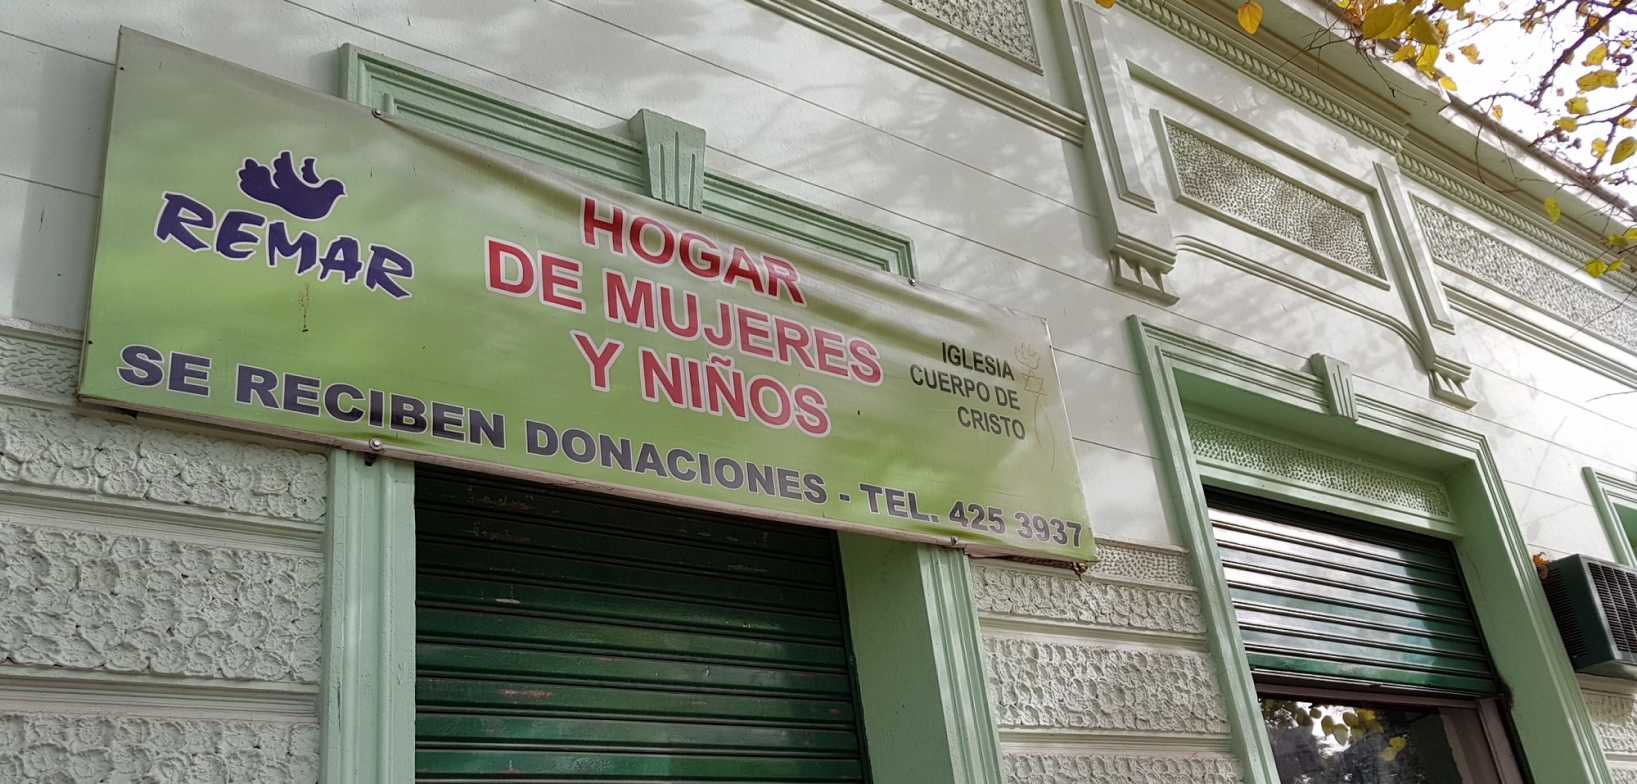 REMAR
HOGAR
DE MUJERES
Y NIÑOS
IGLESIA
CUERPO DE
CRISTO
SE RECIBEN DONACIONES - TEL. 425 3937